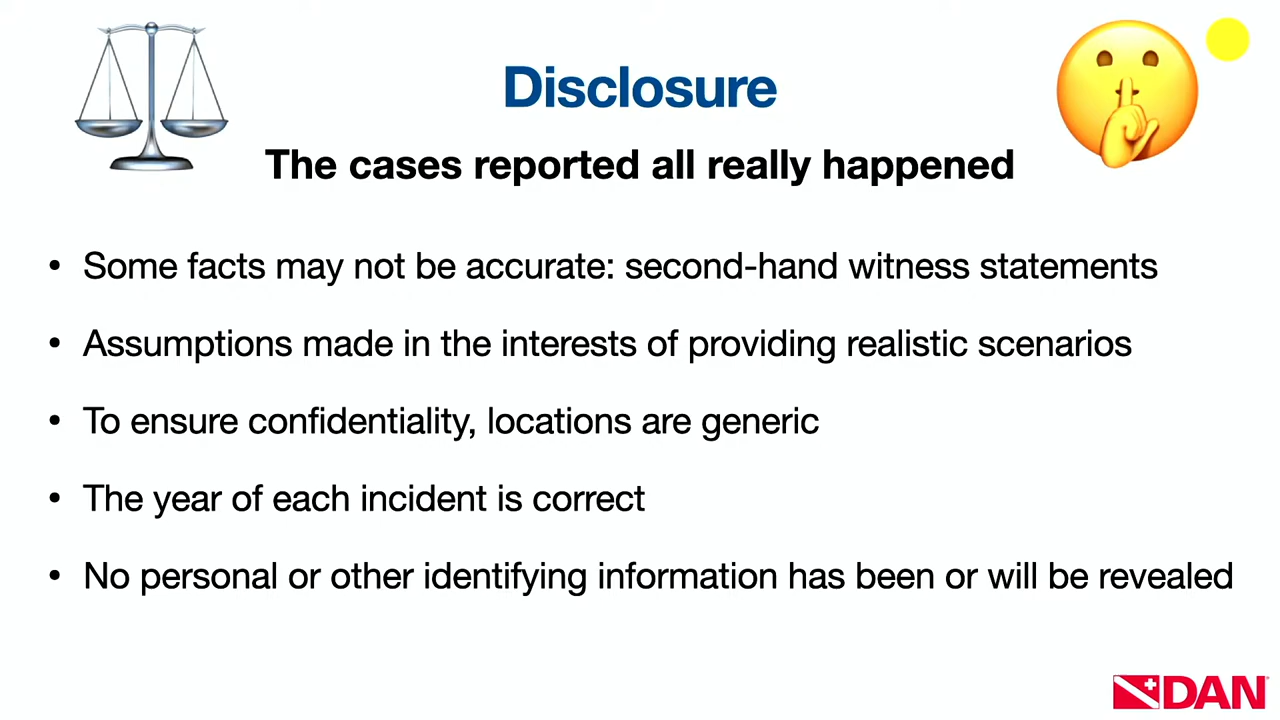 Disclosure
The cases reported all really happened
• Some facts may not be accurate: second-hand witness statements
• Assumptions made in the interests of providing realistic scenarios
• To ensure confidentiality, locations are generic
• The year of each incident is correct
• No personal or other identifying information has been or will be revealed
DAN